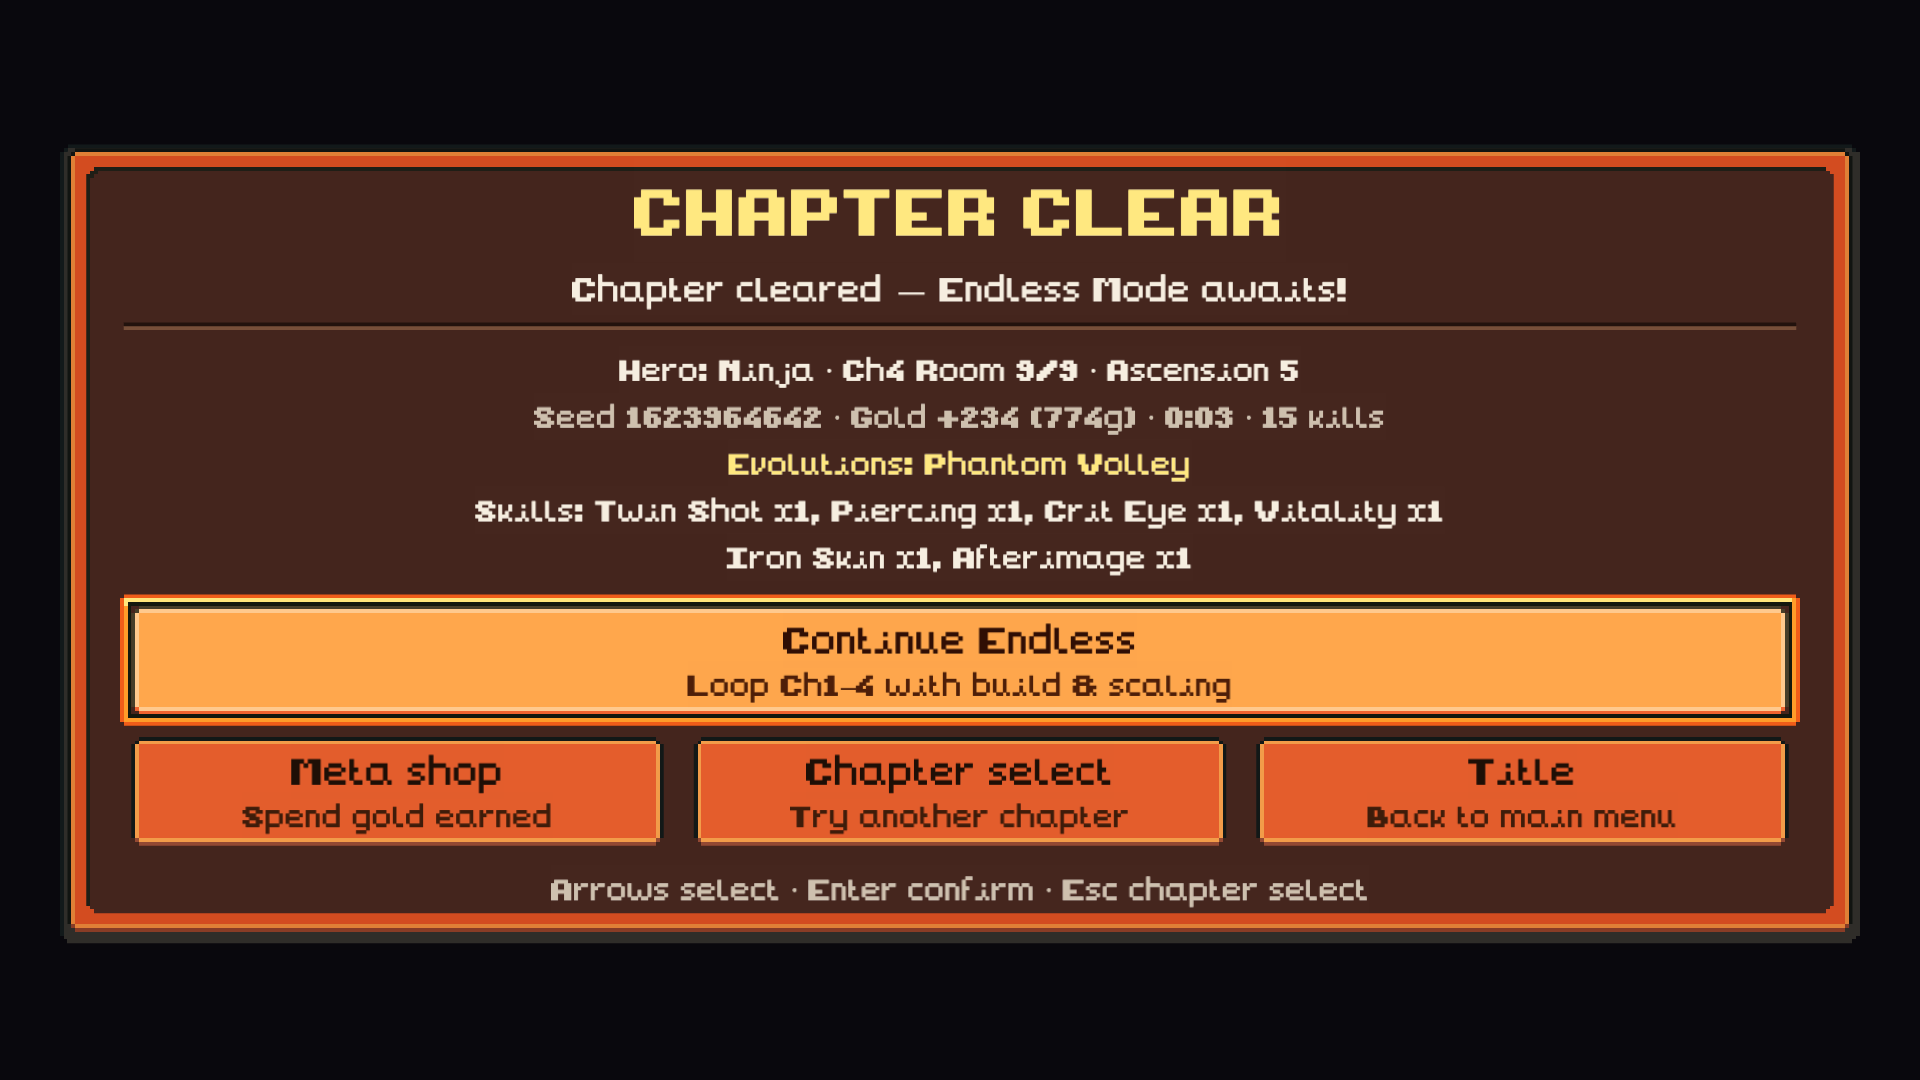 CHAPTER CLEAR
Chapter cleared — Endless Mode awaits!
Hero: Ninja · Ch4 Room 9/9 · Ascension 5
Seed 1623964642 · Gold +234 (774g) · 0:03 · 15 kills
Evolutions: Phantom Volley
Skills: Twin Shot x1, Piercing x1, Crit Eye x1, Vitality x1
Iron Skin x1, Afterimage x1
Continue Endless
Loop Ch1–4 with build & scaling
Meta shop
Spend gold earned
Chapter select
Try another chapter
Title
Back to main menu
Arrows select · Enter confirm · Esc chapter select